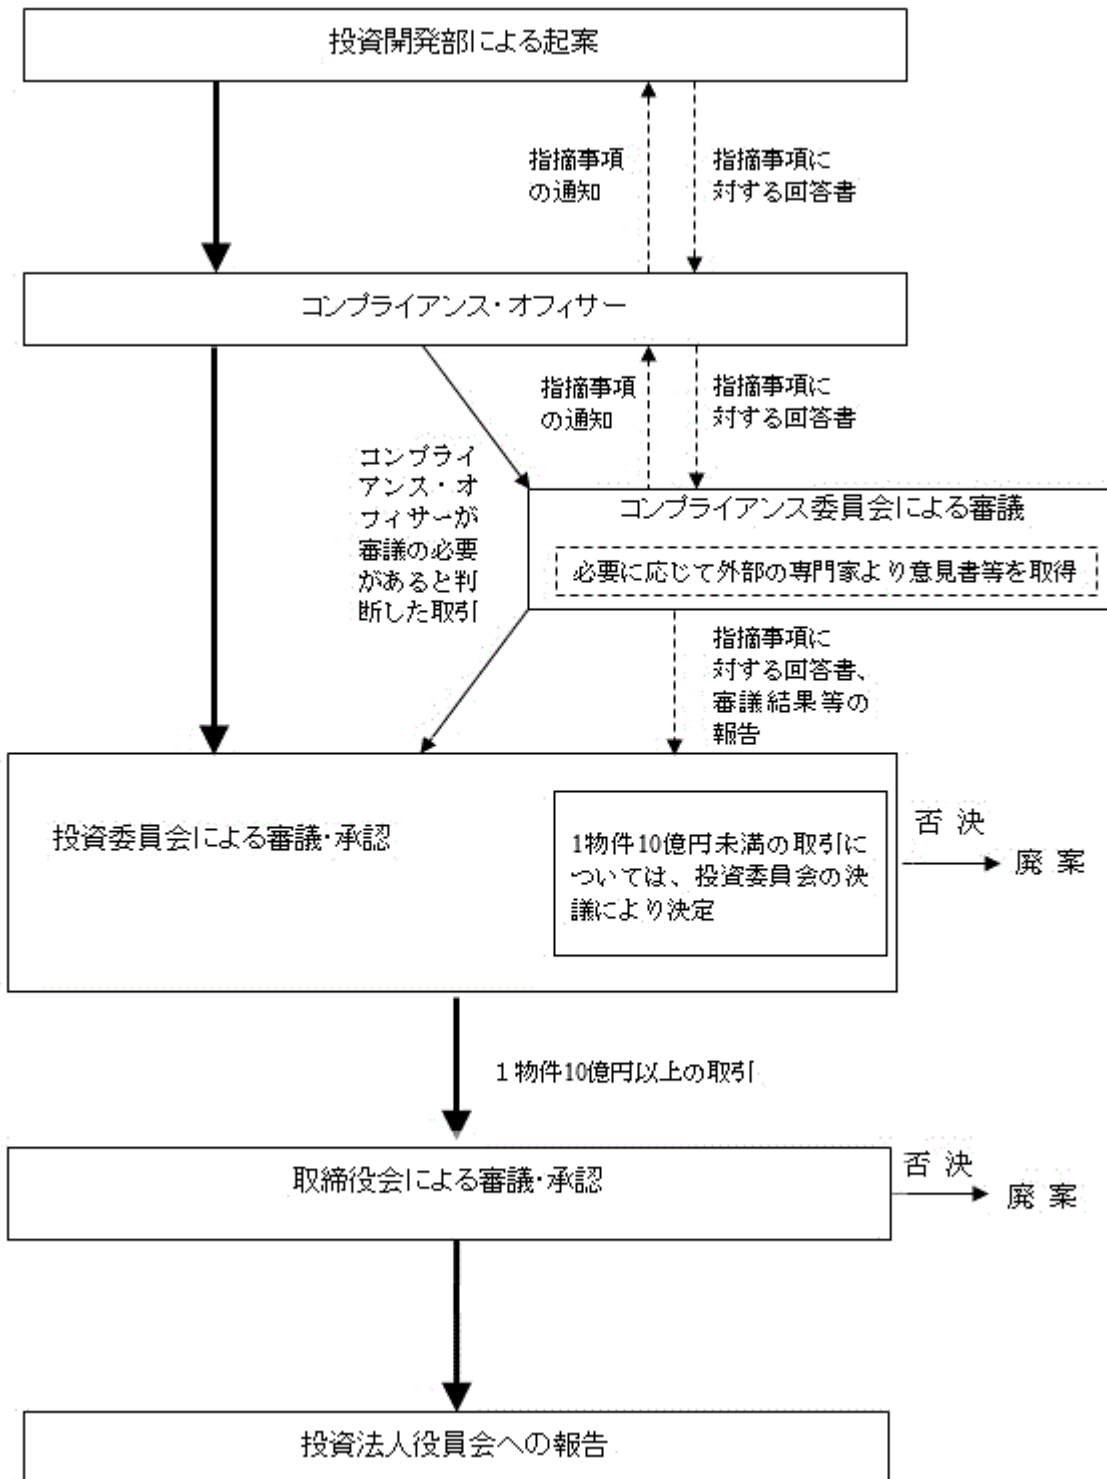 投資開発部による起案
指摘事項
の通知
指摘事項に
対する回答書
コンプライアンス・オフィサー
指摘事項
の通知
指摘事項に
対する回答書
コンプライ
アンス・オ
フィサーが
審議の必要
があると判
断した取引
コンプライアンス委員会による審議
必要に応じて外部の専門家より意見書等を取得
指摘事項に
対する回答書、
審議結果等の
報告
投資委員会による審議・承認
1物件10億円未満の取引に
ついては、投資委員会の決
議により決定
否 決
廃 案
１物件10億円以上の取引
取締役会による審議・承認
否 決
廃 案
投資法人役員会への報告